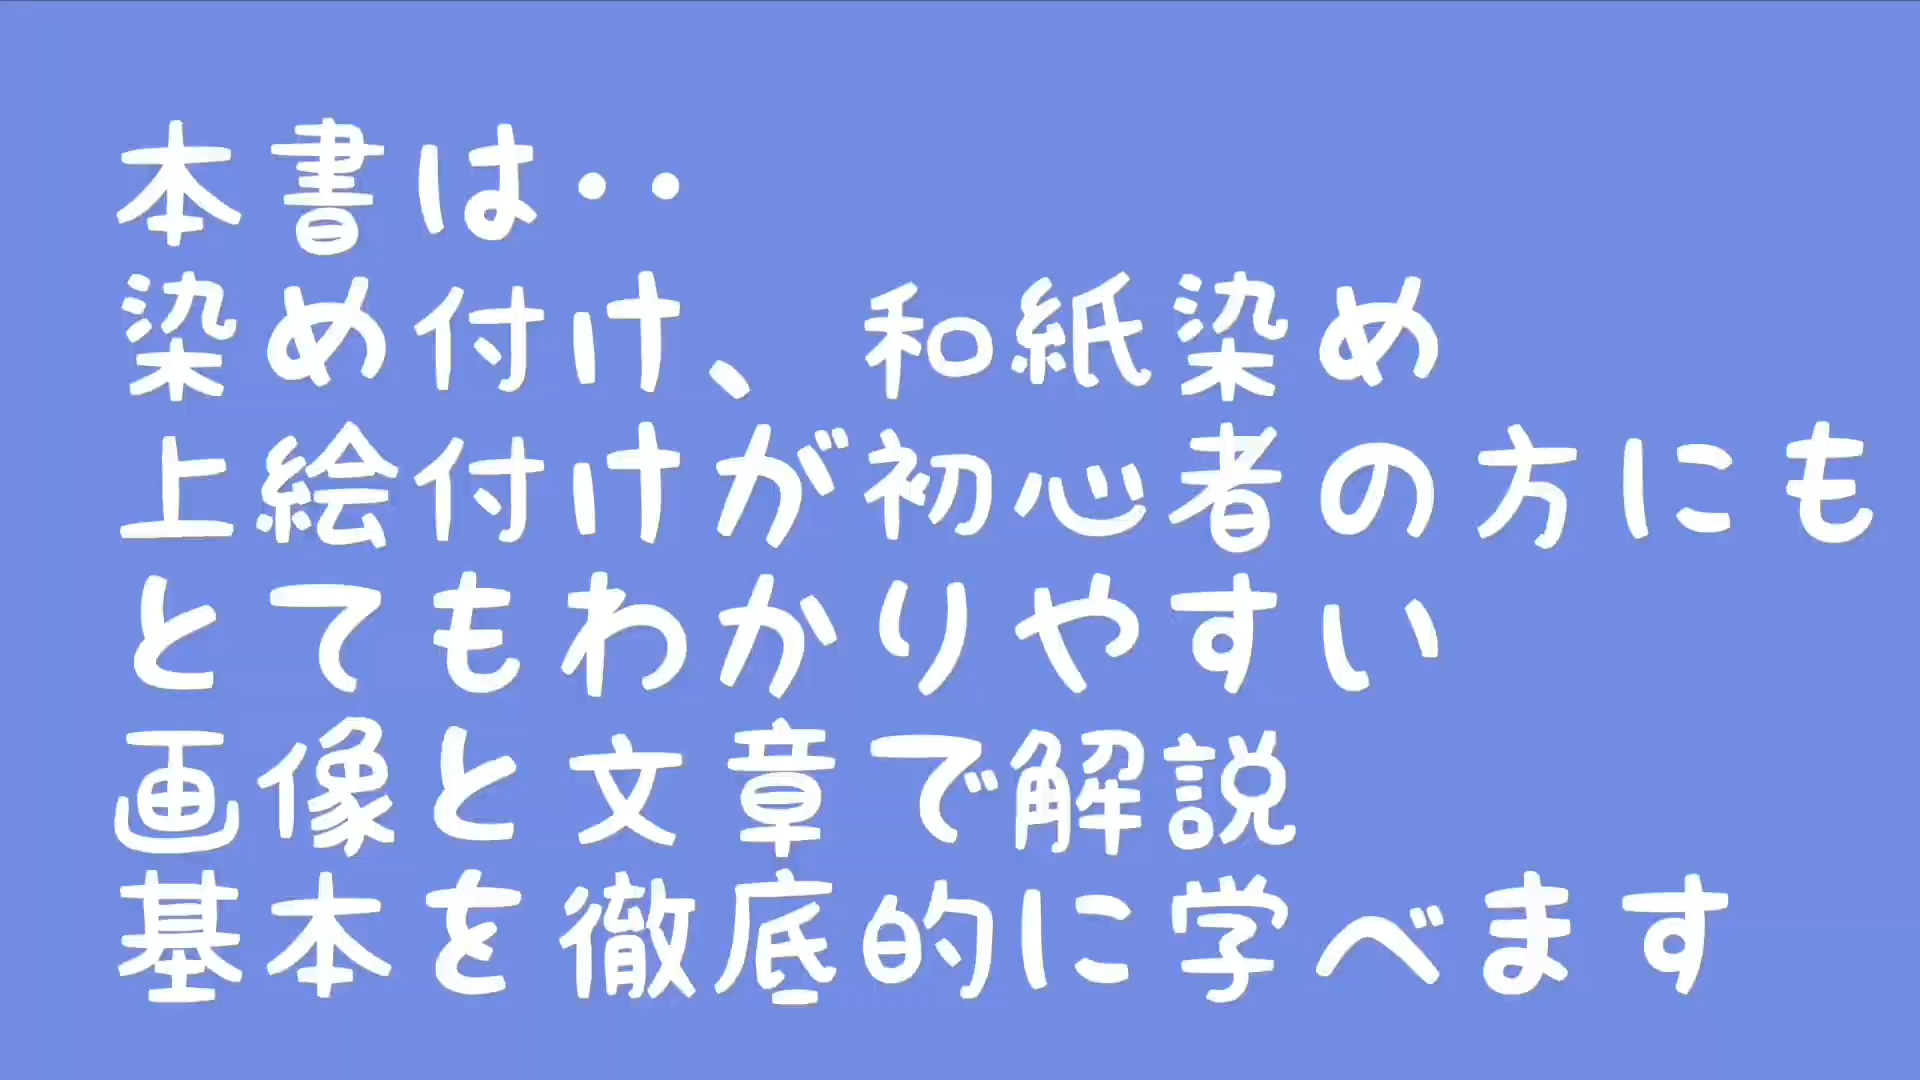 本書は‥
染め付け、和紙染め
上絵付けが初心者の方にも
とてもわかりやすい
画像と文章で解説
基本を徹底的に学べます